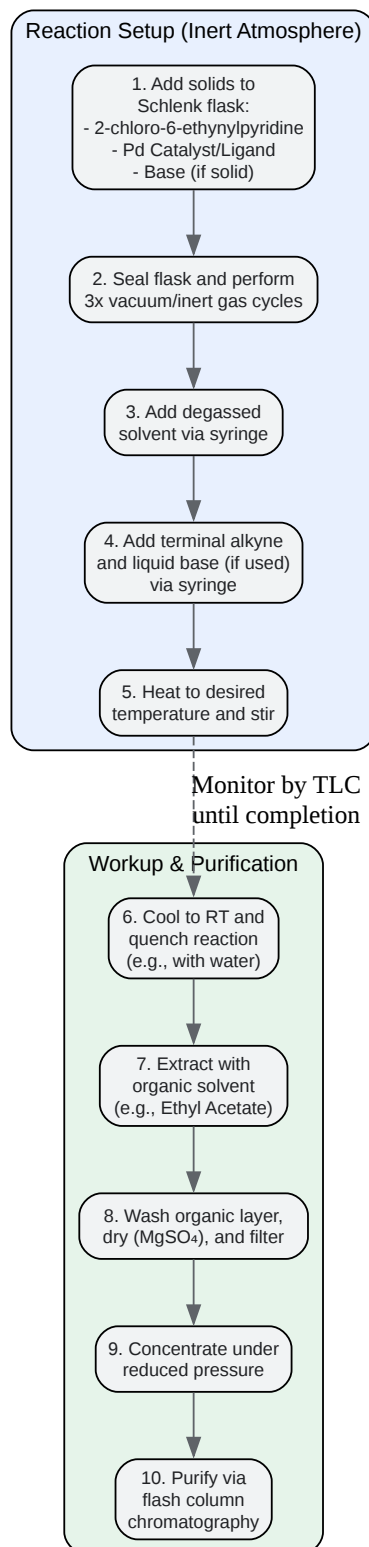 Reaction Setup (Inert Atmosphere)
1. Add solids to
Schlenk flask:
- 2-chloro-6-ethynylpyridine
- Pd Catalyst/Ligand
- Base (if solid)
2. Seal flask and perform
3x vacuum/inert gas cycles
3. Add degassed
solvent via syringe
4. Add terminal alkyne
and liquid base (if used)
via syringe
5. Heat to desired
temperature and stir
Monitor by TLC
until completion
Workup & Purification
6. Cool to RT and
quench reaction
(e.g., with water)
7. Extract with
organic solvent
(e.g., Ethyl Acetate)
8. Wash organic layer,
dry (MgSO₄), and filter
9. Concentrate under
reduced pressure
10. Purify via
flash column
chromatography